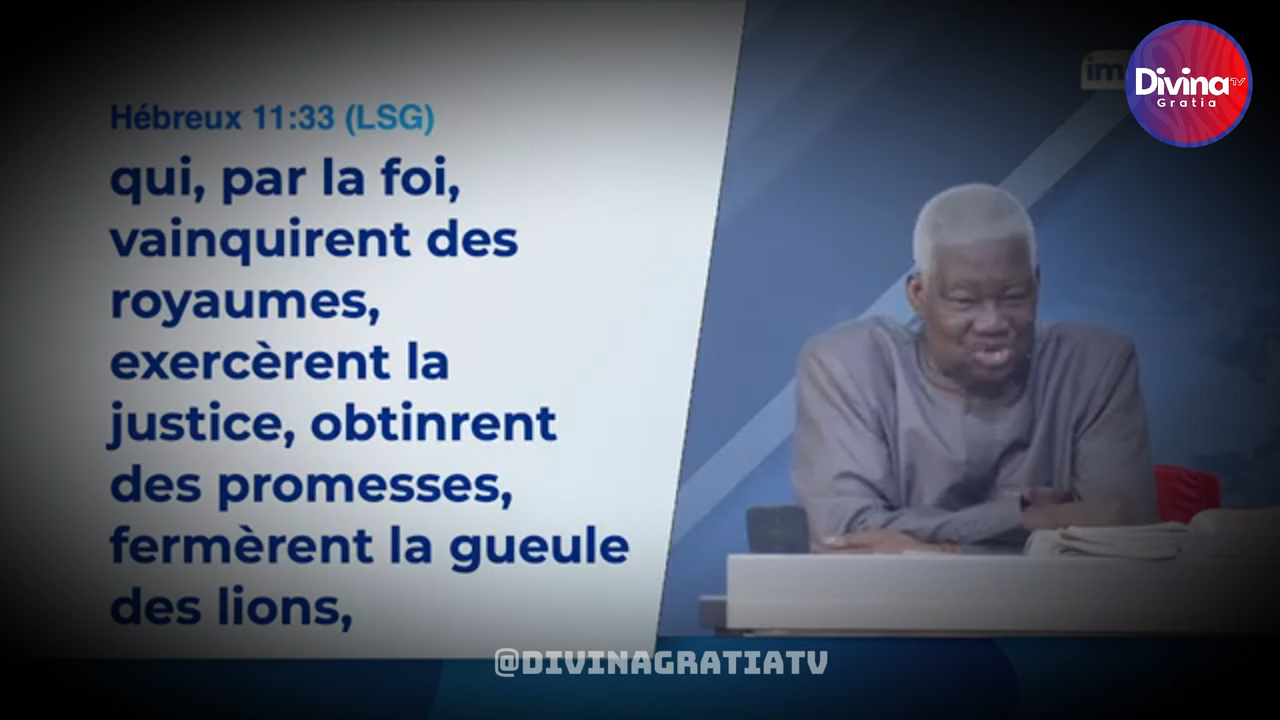 Hébreux 11:33 (LSG)
qui, par la foi,
vainquirent des
royaumes,
exercèrent la
justice, obtinrent
des promesses,
fermèrent la gueule
des lions,
im
Divina TV
Gratia
@DIVINAGRATIATV